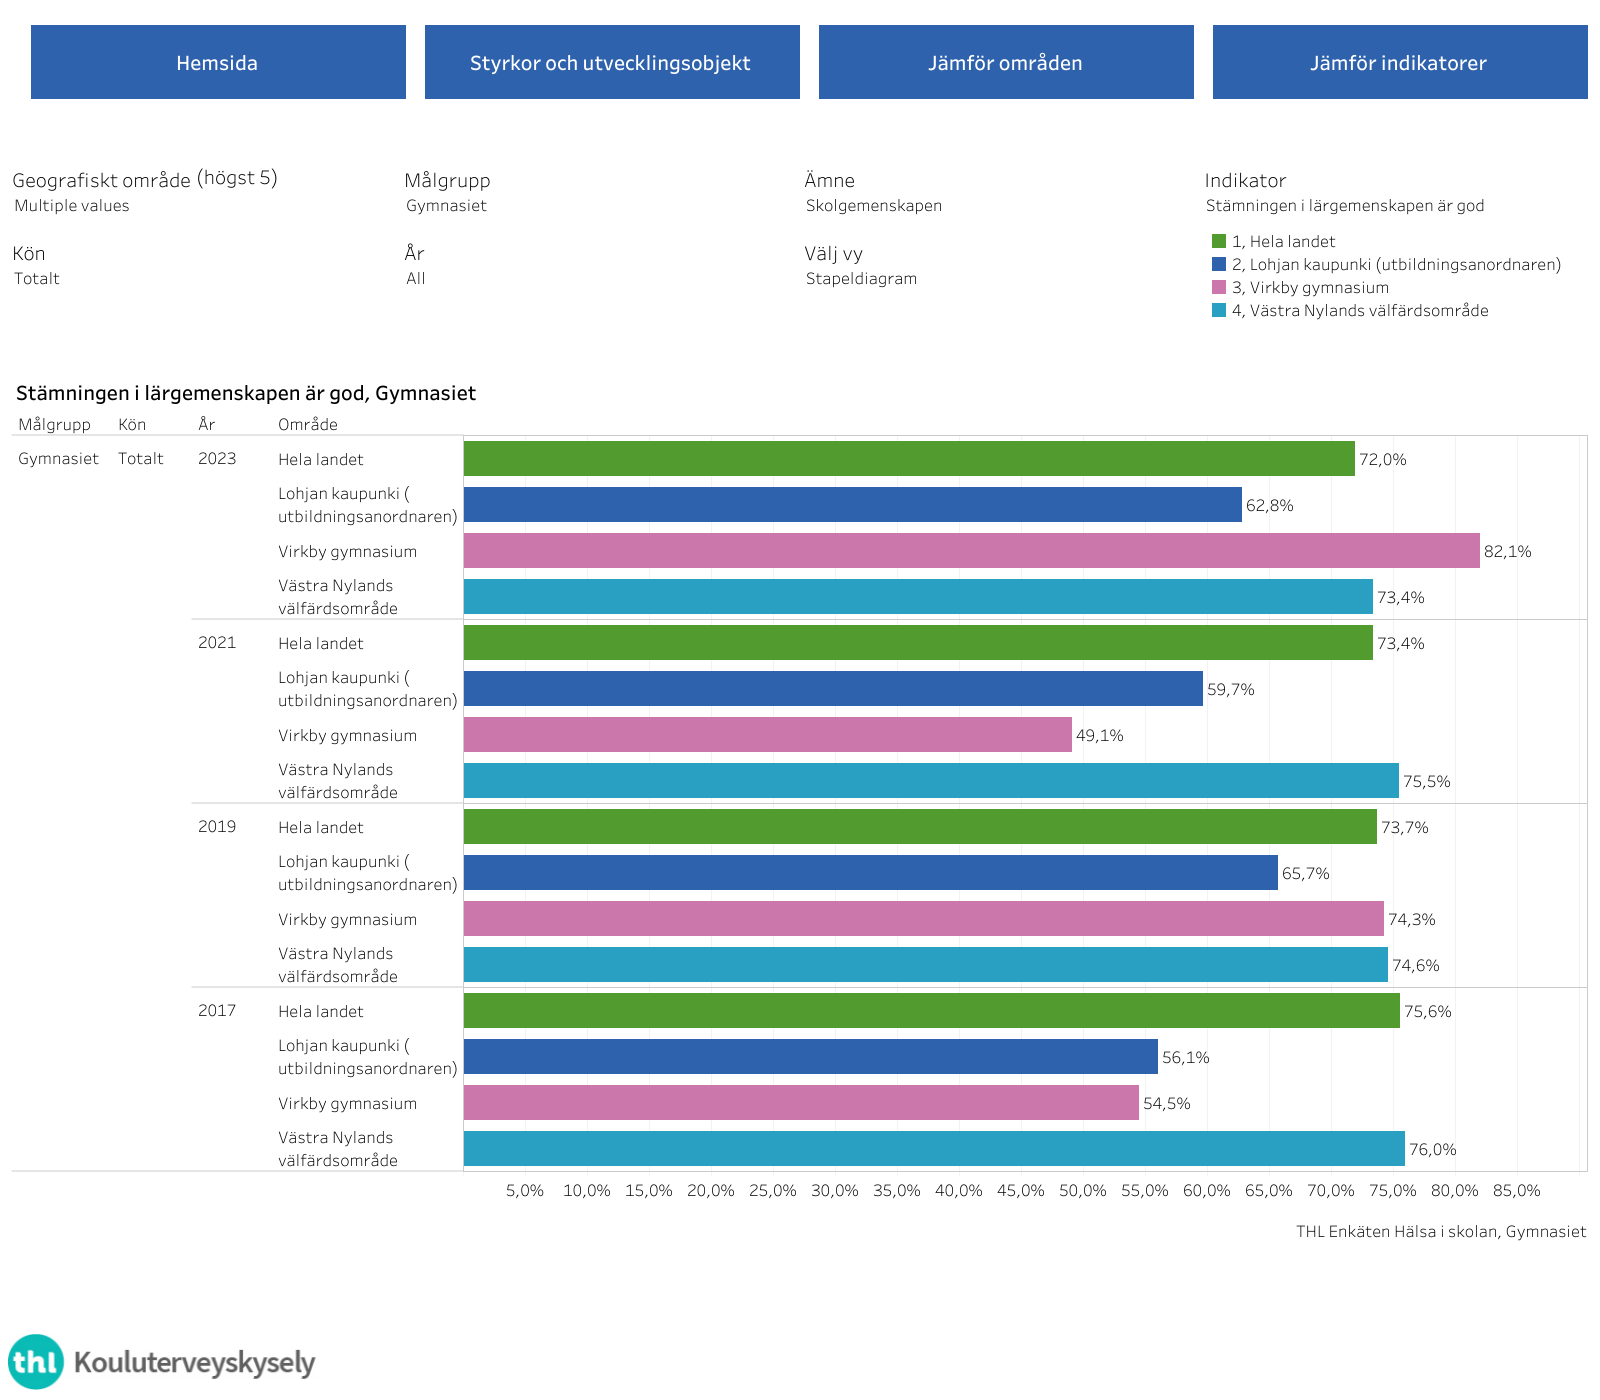 Hemsida
Styrkor och utvecklingsobjekt
Jämför områden
Jämför indikatorer
Geografiskt område (högst 5)
Multiple values
Målgrupp
Gymnasiet
Ämne
Skolgemenskapen
Indikator
Stämningen i lärgemenskapen är god
Kön
Totalt
År
All
Välj vy
Stapeldiagram
1, Hela landet
2, Lohjan kaupunki (utbildningsanordnaren)
3, Virkby gymnasium
4, Västra Nylands välfärdsområde
Stämningen i lärgemenskapen är god, Gymnasiet
Målgrupp Kön År Område
Gymnasiet Totalt 2023 Hela landet 72,0%
Lohjan kaupunki (
utbildningsanordnaren) 62,8%
Virkby gymnasium 82,1%
Västra Nylands
välfärdsområde 73,4%
2021 Hela landet 73,4%
Lohjan kaupunki (
utbildningsanordnaren) 59,7%
Virkby gymnasium 49,1%
Västra Nylands
välfärdsområde 75,5%
2019 Hela landet 73,7%
Lohjan kaupunki (
utbildningsanordnaren) 65,7%
Virkby gymnasium 74,3%
Västra Nylands
välfärdsområde 74,6%
2017 Hela landet 75,6%
Lohjan kaupunki (
utbildningsanordnaren) 56,1%
Virkby gymnasium 54,5%
Västra Nylands
välfärdsområde 76,0%
5,0% 10,0% 15,0% 20,0% 25,0% 30,0% 35,0% 40,0% 45,0% 50,0% 55,0% 60,0% 65,0% 70,0% 75,0% 80,0% 85,0%
THL Enkäten Hälsa i skolan, Gymnasiet
thl Kouluterveyskysely